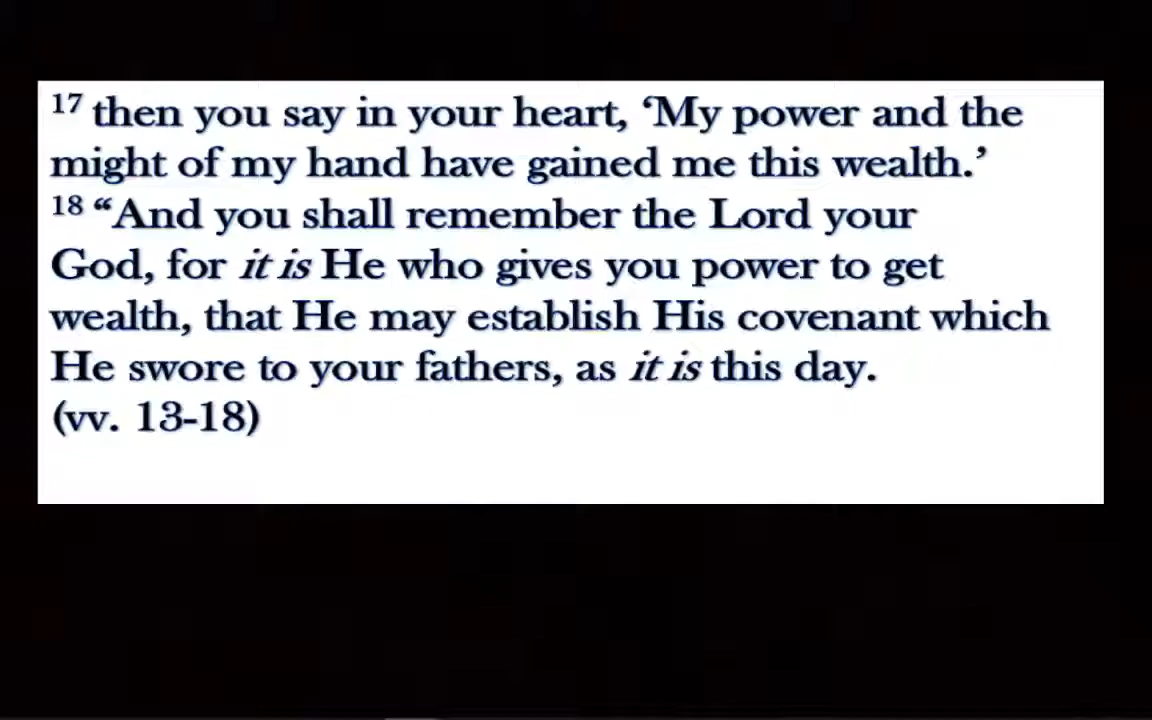 17 then you say in your heart, ‘My power and the
might of my hand have gained me this wealth.’
18 “And you shall remember the Lord your
God, for it is He who gives you power to get
wealth, that He may establish His covenant which
He swore to your fathers, as it is this day.
(vv. 13-18)